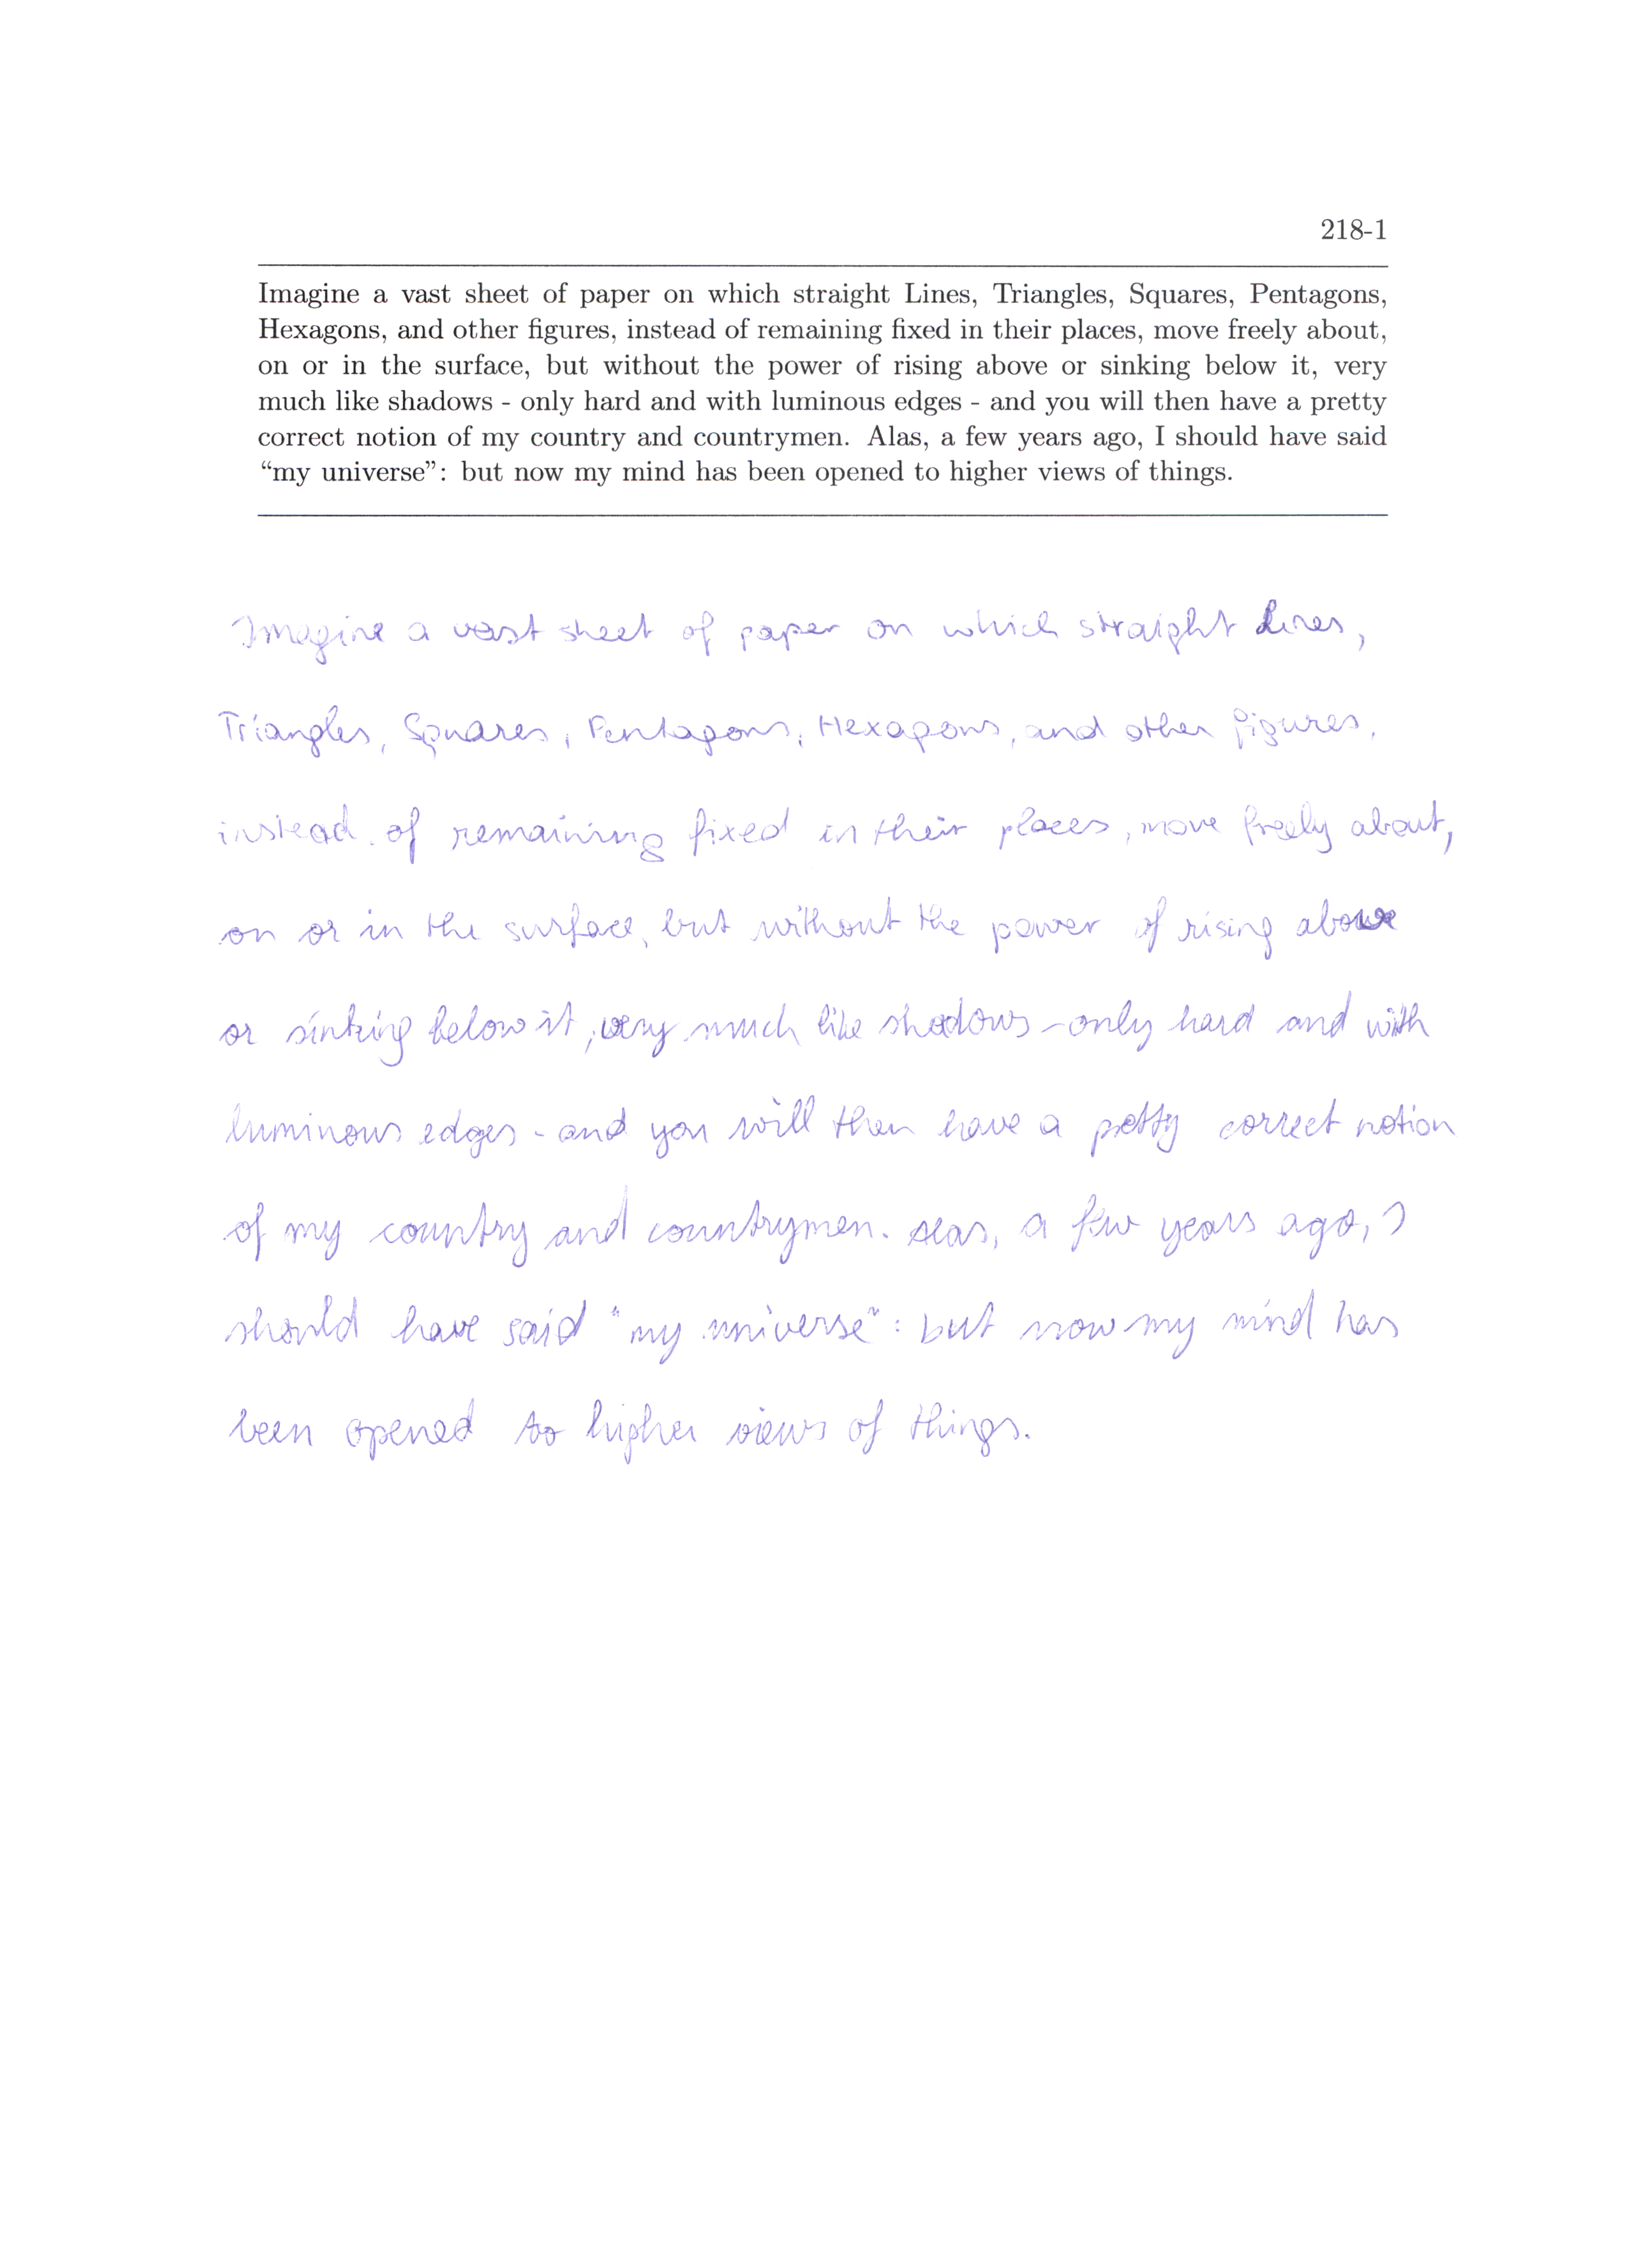 218-1
Imagine a vast sheet of paper on which straight Lines, Triangles, Squares, Pentagons,
Hexagons, and other figures, instead of remaining fixed in their places, move freely about,
on or in the surface, but without the power of rising above or sinking below it, very
much like shadows - only hard and with luminous edges - and you will then have a pretty
correct notion of my country and countrymen. Alas, a few years ago, I should have said
“my universe”: but now my mind has been opened to higher views of things.
Imagine a vast sheet of paper on which straight Lines,
Triangles, Squares, Pentagons, Hexagons, and other figures,
instead of remaining fixed in their places, move freely about,
on or in the surface, but without the power of rising above
or sinking below it, very much like shadows - only hard and with
luminous edges - and you will then have a pretty correct notion
of my country and countrymen. Alas, a few years ago, I
should have said "my universe": but now my mind has
been opened to higher views of things.